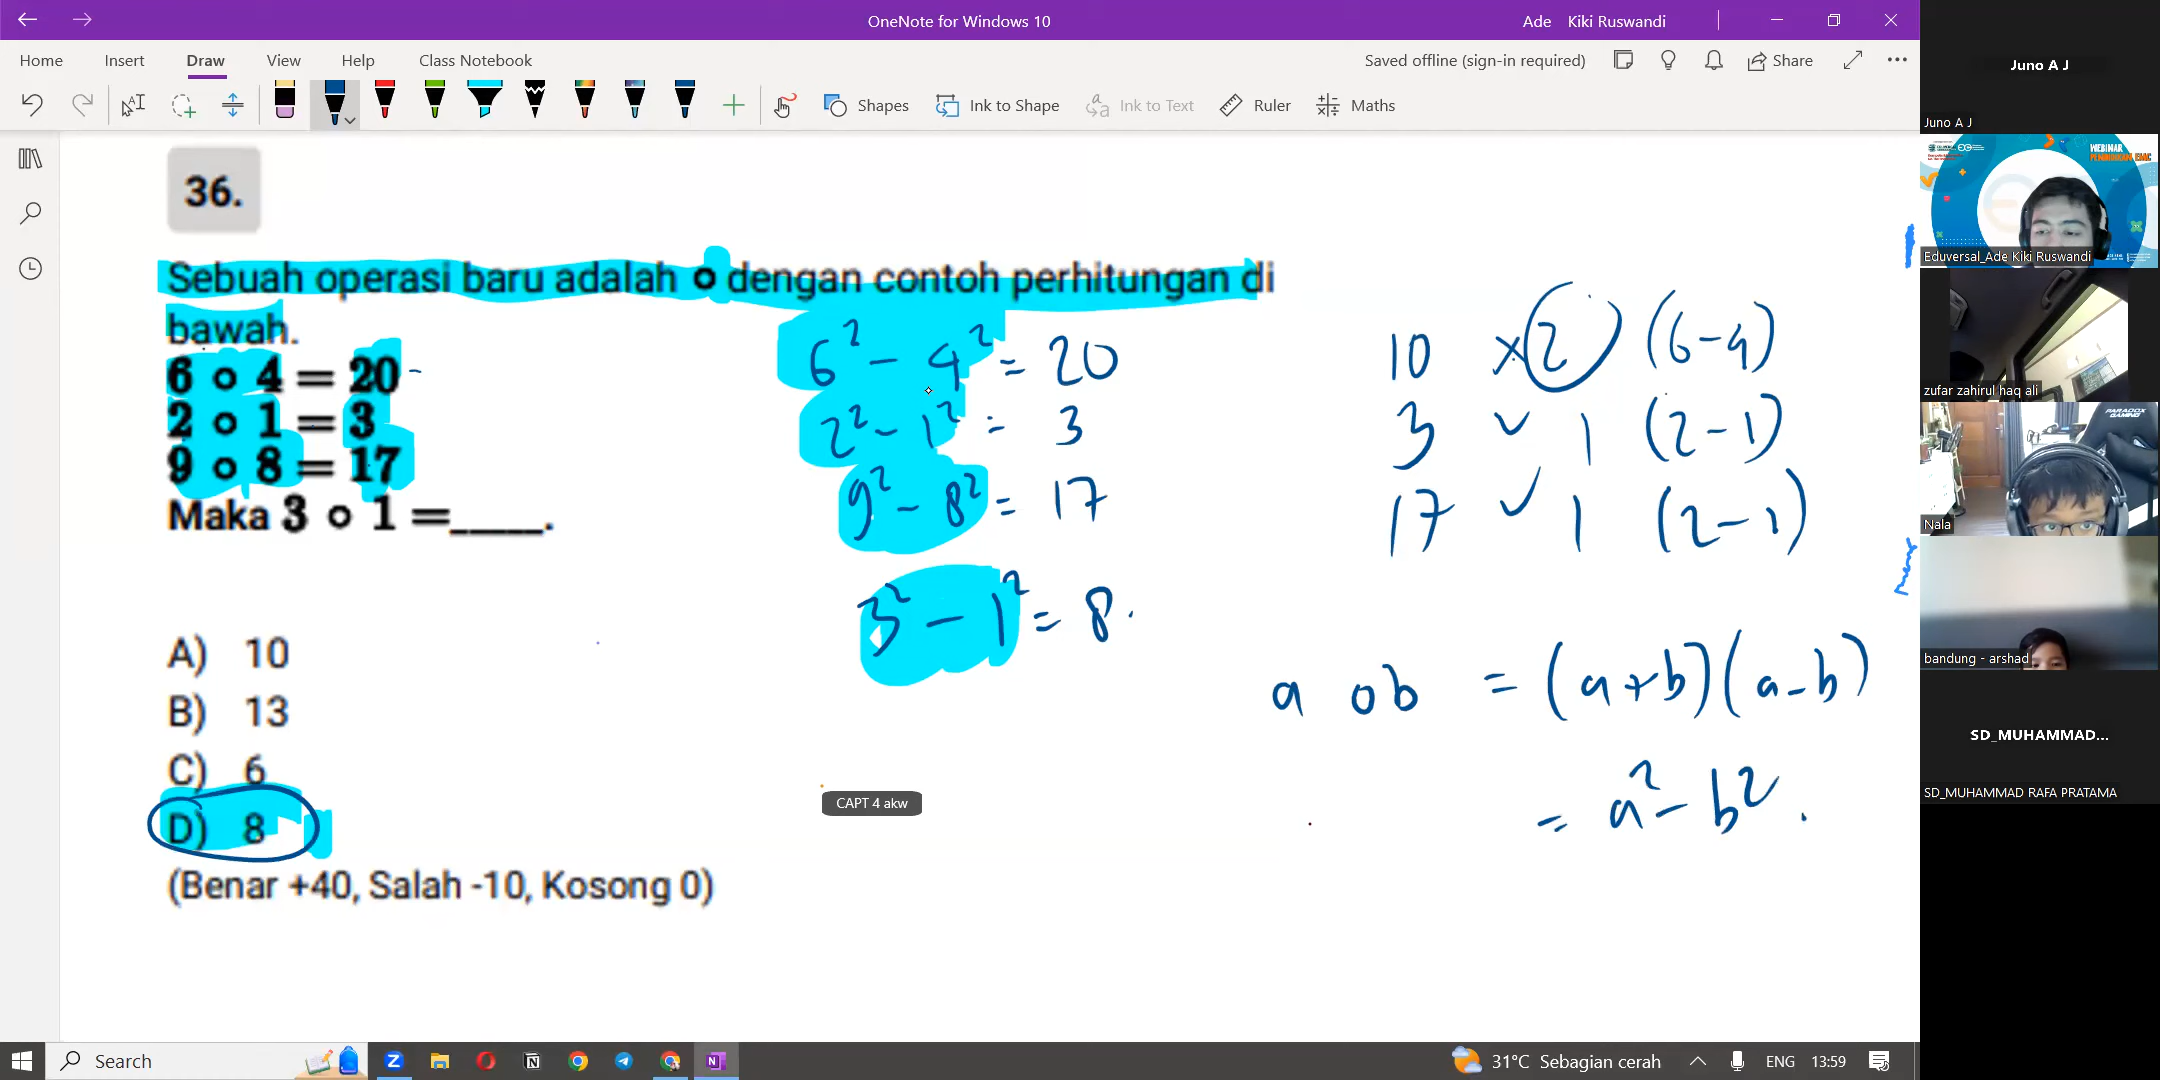 OneNote for Windows 10
Ade Kiki Ruswandi
Home Insert Draw View Help Class Notebook
Saved offline (sign-in required) Share
Shapes Ink to Shape Ink to Text Ruler Maths
36.
Sebuah operasi baru adalah o dengan contoh perhitungan di
bawah.
6 ∘ 4 = 20
2 ∘ 1 = 3
9 ∘ 8 = 17
Maka 3 ∘ 1 =_____.
A) 10
B) 13
C) 6
D) 8
(Benar +40, Salah -10, Kosong 0)
6² - 4² = 20
2² - 1² = 3
9² - 8² = 17
3² - 1² = 8.
10 × 2 (6-4)
3 ✓ 1 (2-1)
17 ✓ 1 (2-1)
a o b = (a+b)(a-b)
= a² - b².
CAPT 4 akw
Juno A J
Juno A J
WEBINAR
Eduversal_Ade Kiki Ruswandi
zufar zahirul haq ali
PARADOX
GAMING
Nala
bandung - arshad
SD_MUHAMMAD...
SD_MUHAMMAD RAFA PRATAMA
Search
31°C Sebagian cerah
ENG 13:59